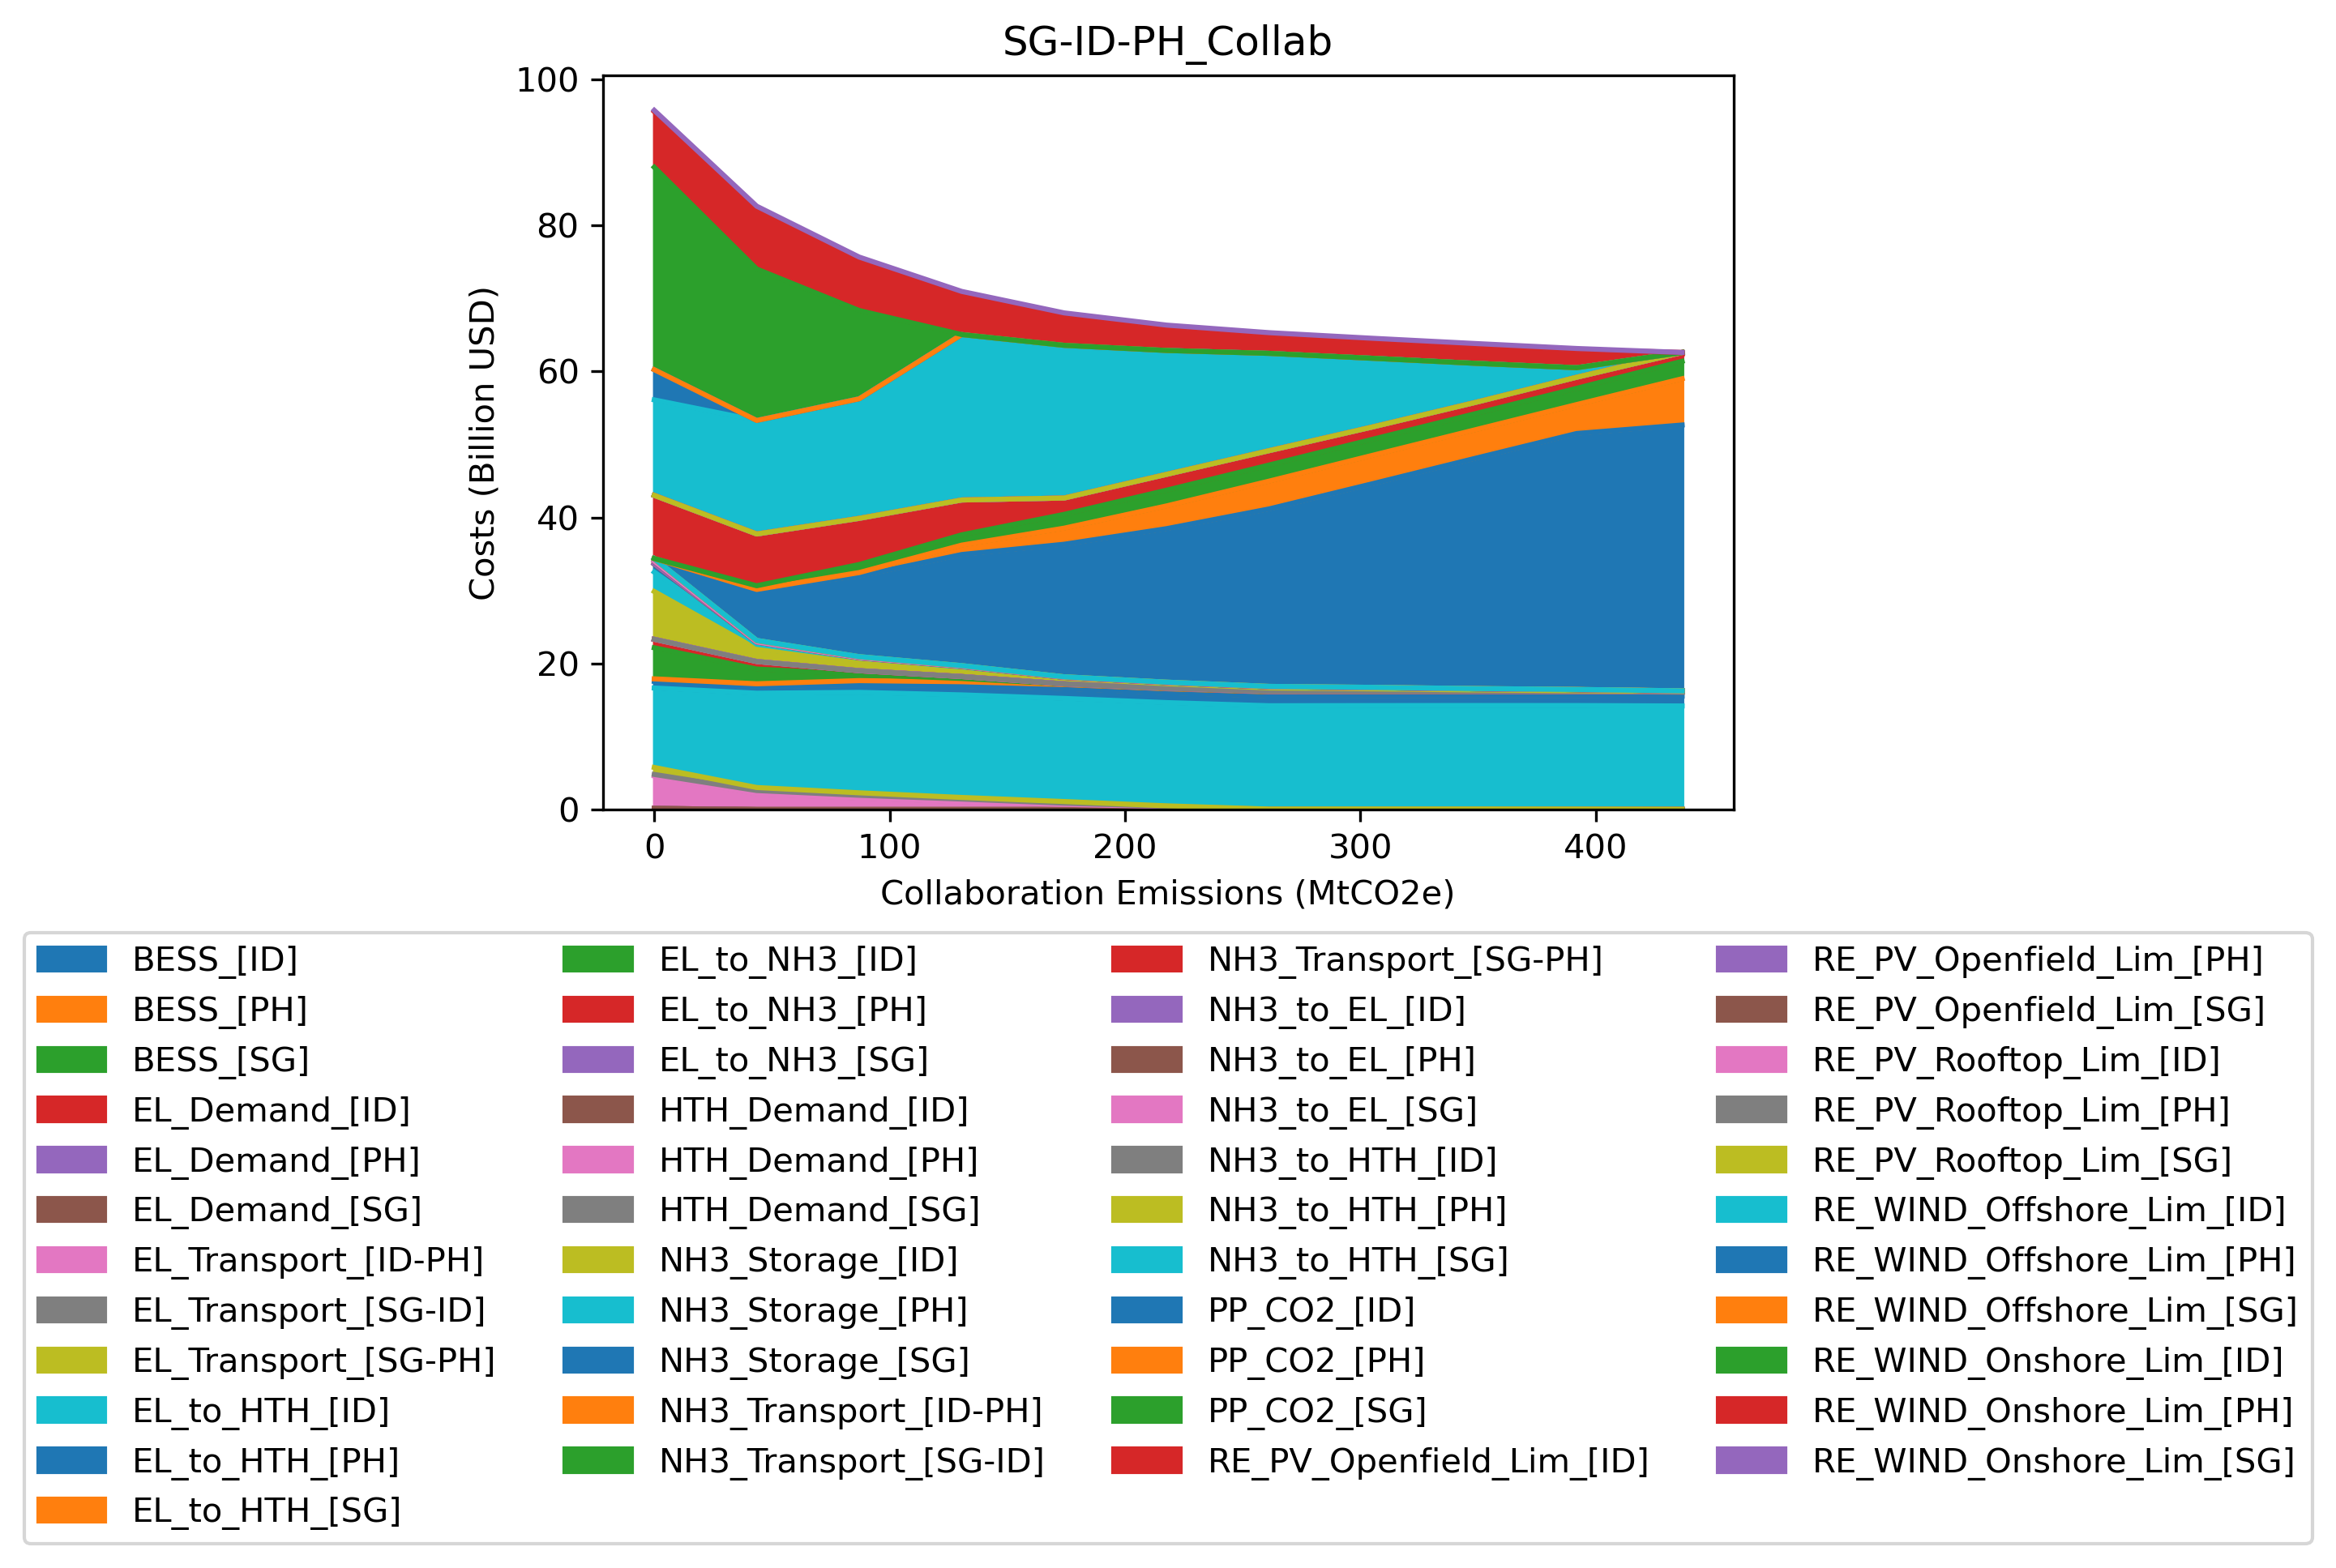 SG-ID-PH_Collab
100
80
60
40
20
0
Costs (Billion USD)
0 100 200 300 400
Collaboration Emissions (MtCO2e)
BESS_[ID]
BESS_[PH]
BESS_[SG]
EL_Demand_[ID]
EL_Demand_[PH]
EL_Demand_[SG]
EL_Transport_[ID-PH]
EL_Transport_[SG-ID]
EL_Transport_[SG-PH]
EL_to_HTH_[ID]
EL_to_HTH_[PH]
EL_to_HTH_[SG]
EL_to_NH3_[ID]
EL_to_NH3_[PH]
EL_to_NH3_[SG]
HTH_Demand_[ID]
HTH_Demand_[PH]
HTH_Demand_[SG]
NH3_Storage_[ID]
NH3_Storage_[PH]
NH3_Storage_[SG]
NH3_Transport_[ID-PH]
NH3_Transport_[SG-ID]
NH3_Transport_[SG-PH]
NH3_to_EL_[ID]
NH3_to_EL_[PH]
NH3_to_EL_[SG]
NH3_to_HTH_[ID]
NH3_to_HTH_[PH]
NH3_to_HTH_[SG]
PP_CO2_[ID]
PP_CO2_[PH]
PP_CO2_[SG]
RE_PV_Openfield_Lim_[ID]
RE_PV_Openfield_Lim_[PH]
RE_PV_Openfield_Lim_[SG]
RE_PV_Rooftop_Lim_[ID]
RE_PV_Rooftop_Lim_[PH]
RE_PV_Rooftop_Lim_[SG]
RE_WIND_Offshore_Lim_[ID]
RE_WIND_Offshore_Lim_[PH]
RE_WIND_Offshore_Lim_[SG]
RE_WIND_Onshore_Lim_[ID]
RE_WIND_Onshore_Lim_[PH]
RE_WIND_Onshore_Lim_[SG]